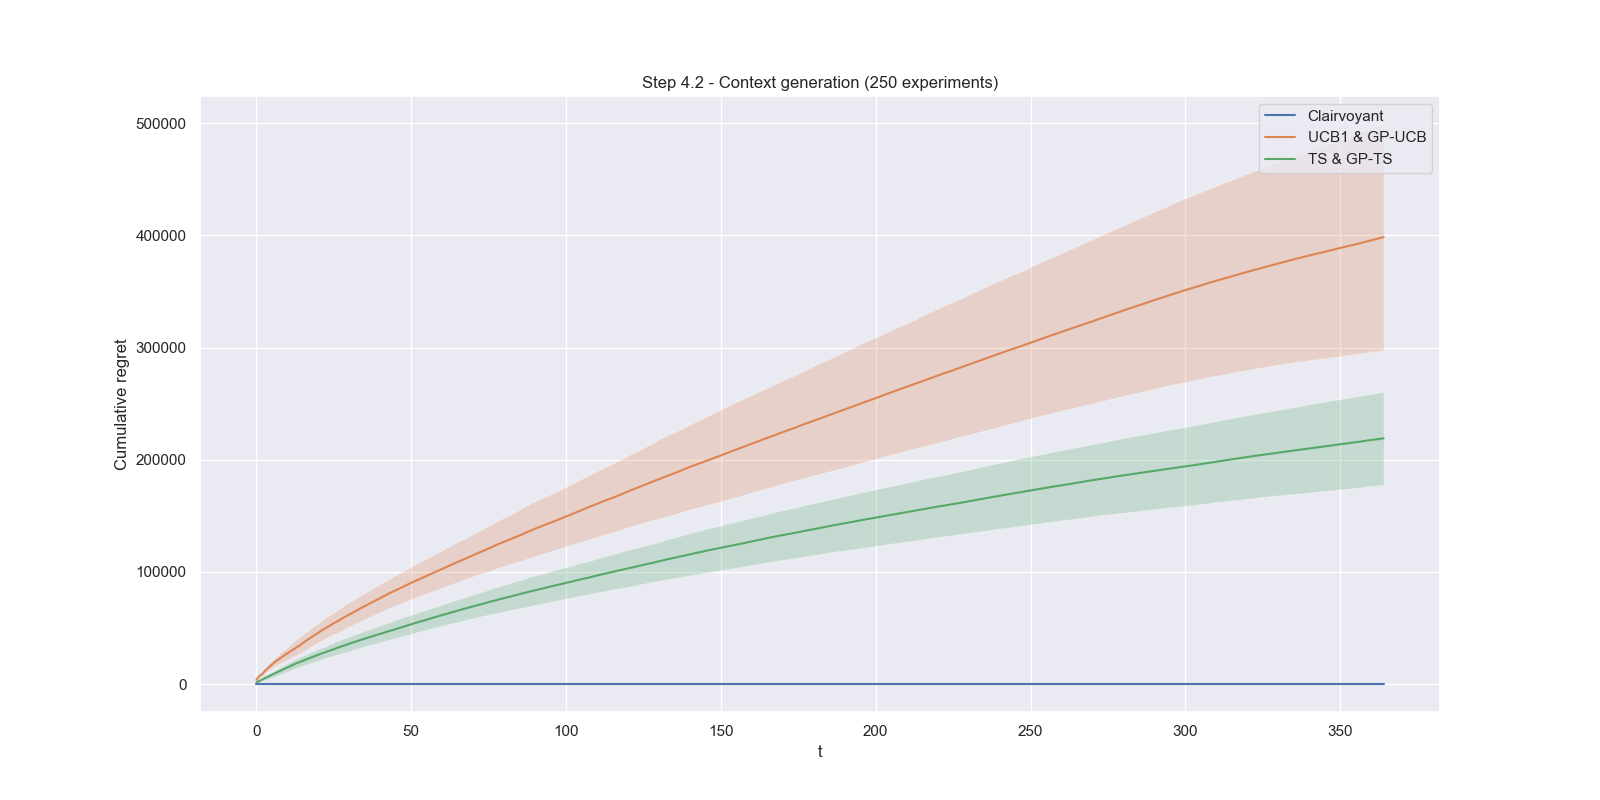 Step 4.2 - Context generation (250 experiments)
500000
400000
300000
200000
100000
0
Cumulative regret
Clairvoyant
UCB1 & GP-UCB
TS & GP-TS
0 50 100 150 200 250 300 350
t